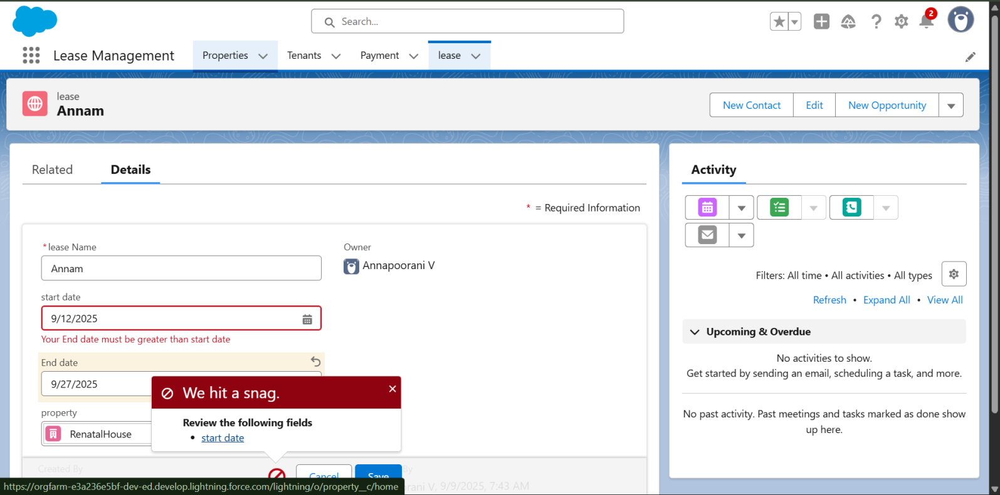 Search...
2
Lease Management
Properties
Tenants
Payment
lease
lease
Annam
New Contact
Edit
New Opportunity
Related
Details
* = Required Information
*lease Name
Annam
Owner
Annapoorani V
start date
9/12/2025
Your End date must be greater than start date
End date
9/27/2025
property
RenatalHouse
We hit a snag.
Review the following fields
• start date
Created By
Cancel
Save
By
orani V, 9/9/2025, 7:43 AM
https://orgfarm-e3a236e5bf-dev-ed.develop.lightning.force.com/lightning/o/property__c/home
Activity
Filters: All time • All activities • All types
Refresh • Expand All • View All
Upcoming & Overdue
No activities to show.
Get started by sending an email, scheduling a task, and more.
No past activity. Past meetings and tasks marked as done show
up here.